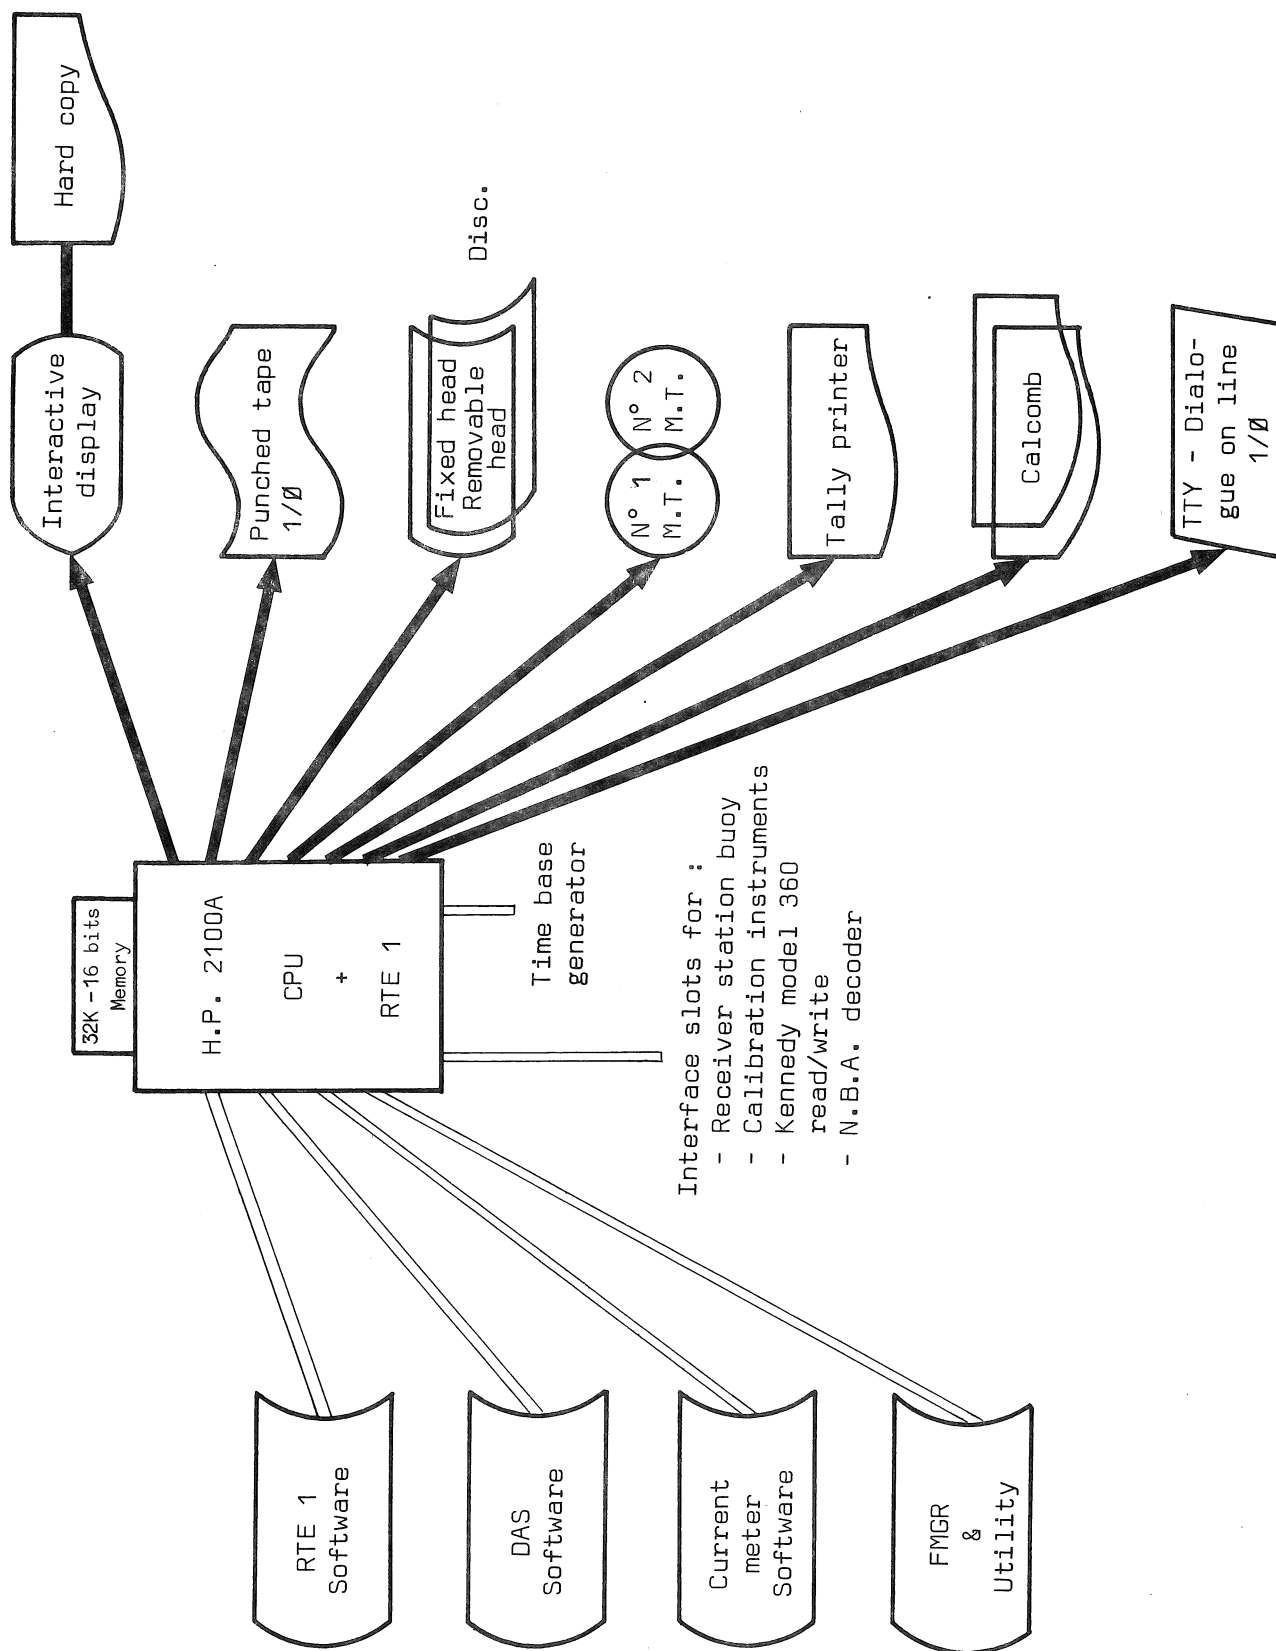 Hard copy
Interactive
display
Punched tape
1/Ø
Disc.
Fixed head
Removable
head
N° 1
M.T.
N° 2
M.T.
Tally printer
Calcomb
TTY - Dialo-
gue on line
1/Ø
32K -16 bits
Memory
H.P. 2100A
CPU
+
RTE 1
Time base
generator
Interface slots for :
- Receiver station buoy
- Calibration instruments
- Kennedy model 360
read/write
- N.B.A. decoder
RTE 1
Software
DAS
Software
Current
meter
Software
FMGR
&
Utility